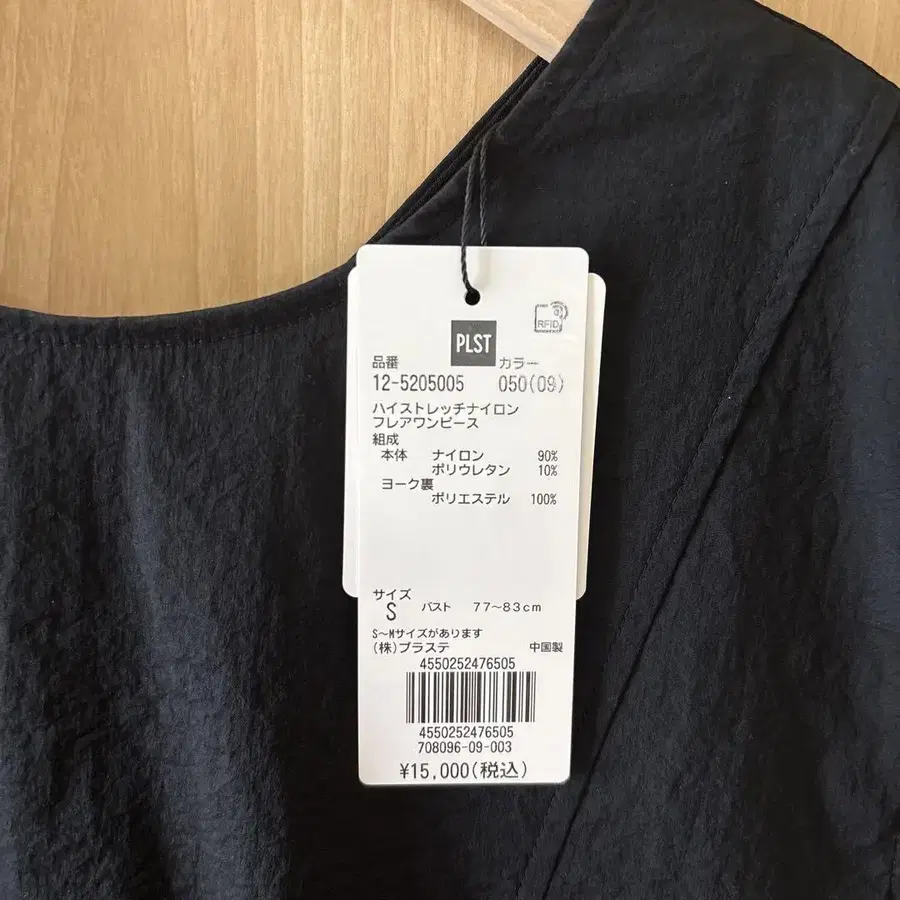 PLST
RFID
品番 カラー
12-5205005 050(09)
ハイストレッチナイロン
フレアワンピース
組成
本体 ナイロン 90%
ポリウレタン 10%
ヨーク裏
ポリエステル 100%
サイズ
S バスト 77～83cm
S～Mサイズがあります
(株)プラステ 中国製
4550252476505
4550252476505
708096-09-003
¥15,000(税込)